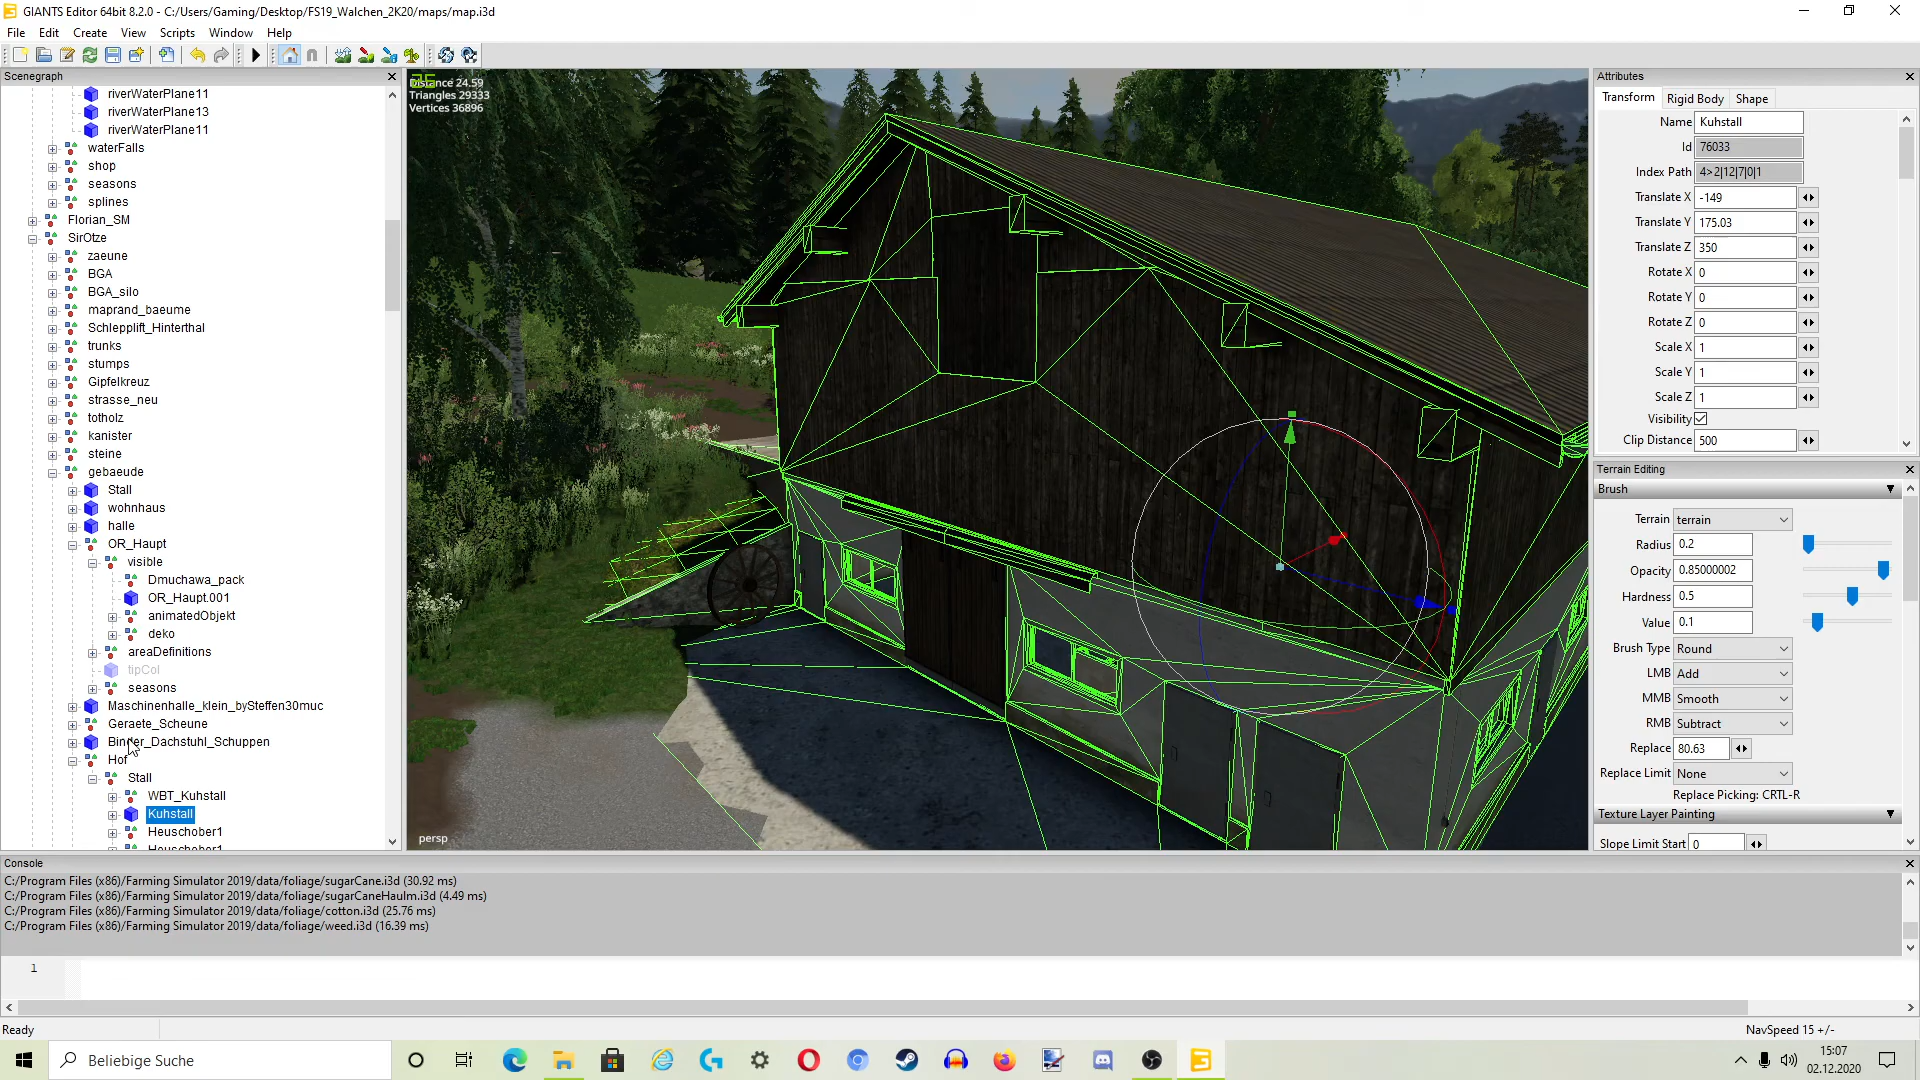 GIANTS Editor 64bit 8.2.0 - C:/Users/Gaming/Desktop/FS19_Walchen_2K20/maps/map.i3d
File Edit Create View Scripts Window Help
Scenegraph
riverWaterPlane11
riverWaterPlane13
riverWaterPlane11
waterFalls
shop
seasons
splines
Florian_SM
SirOtze
zaeune
BGA
BGA_silo
maprand_baeume
Schlepplift_Hinterthal
trunks
stumps
Gipfelkreuz
strasse_neu
totholz
kanister
steine
gebaeude
Stall
wohnhaus
halle
OR_Haupt
visible
Dmuchawa_pack
OR_Haupt.001
animatedObjekt
deko
areaDefinitions
tipCol
seasons
Maschinenhalle_klein_bySteffen30muc
Geraete_Scheune
Binder_Dachstuhl_Schuppen
Hof
Stall
WBT_Kuhstall
Kuhstall
Heuschober1
Heuschober1
Distance 24.59
Triangles 29333
Vertices 36896
persp
Attributes
Transform Rigid Body Shape
Name Kuhstall
Id 76033
Index Path 4>2|12|7|0|1
Translate X -149
Translate Y 175.03
Translate Z 350
Rotate X 0
Rotate Y 0
Rotate Z 0
Scale X 1
Scale Y 1
Scale Z 1
Visibility
Clip Distance 500
Terrain Editing
Brush
Terrain terrain
Radius 0.2
Opacity 0.85000002
Hardness 0.5
Value 0.1
Brush Type Round
LMB Add
MMB Smooth
RMB Subtract
Replace 80.63
Replace Limit None
Replace Picking: CRTL-R
Texture Layer Painting
Slope Limit Start 0
Console
C:/Program Files (x86)/Farming Simulator 2019/data/foliage/sugarCane.i3d (30.92 ms)
C:/Program Files (x86)/Farming Simulator 2019/data/foliage/sugarCaneHaulm.i3d (4.49 ms)
C:/Program Files (x86)/Farming Simulator 2019/data/foliage/cotton.i3d (25.76 ms)
C:/Program Files (x86)/Farming Simulator 2019/data/foliage/weed.i3d (16.39 ms)
1
Ready
NavSpeed 15 +/-
Beliebige Suche
15:07
02.12.2020